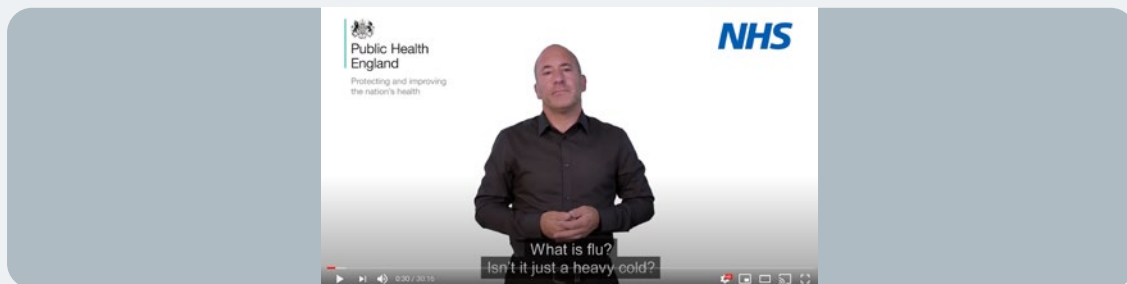 Public Health
England
Protecting and improving
the nation's health
NHS
What is flu?
Isn't it just a heavy cold?
0:30 / 30:16